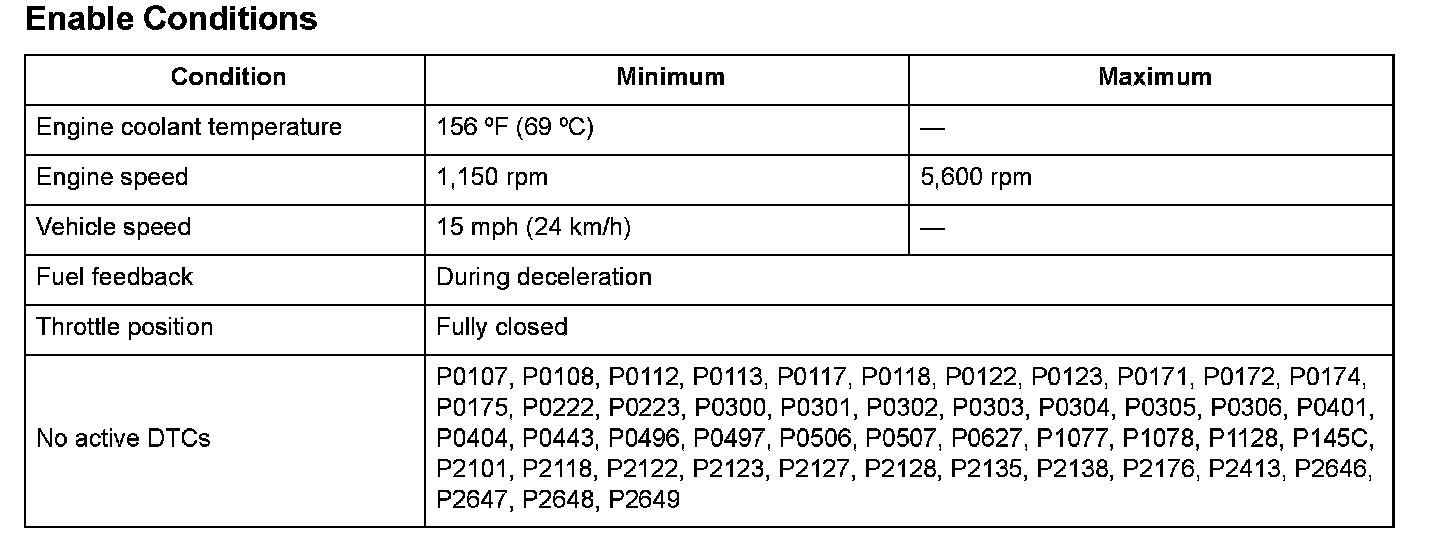 Enable Conditions
Condition Minimum Maximum
Engine coolant temperature 156 ºF (69 ºC) —
Engine speed 1,150 rpm 5,600 rpm
Vehicle speed 15 mph (24 km/h) —
Fuel feedback During deceleration
Throttle position Fully closed
P0107, P0108, P0112, P0113, P0117, P0118, P0122, P0123, P0171, P0172, P0174,
P0175, P0222, P0223, P0300, P0301, P0302, P0303, P0304, P0305, P0306, P0401,
No active DTCs P0404, P0443, P0496, P0497, P0506, P0507, P0627, P1077, P1078, P1128, P145C,
P2101, P2118, P2122, P2123, P2127, P2128, P2135, P2138, P2176, P2413, P2646,
P2647, P2648, P2649